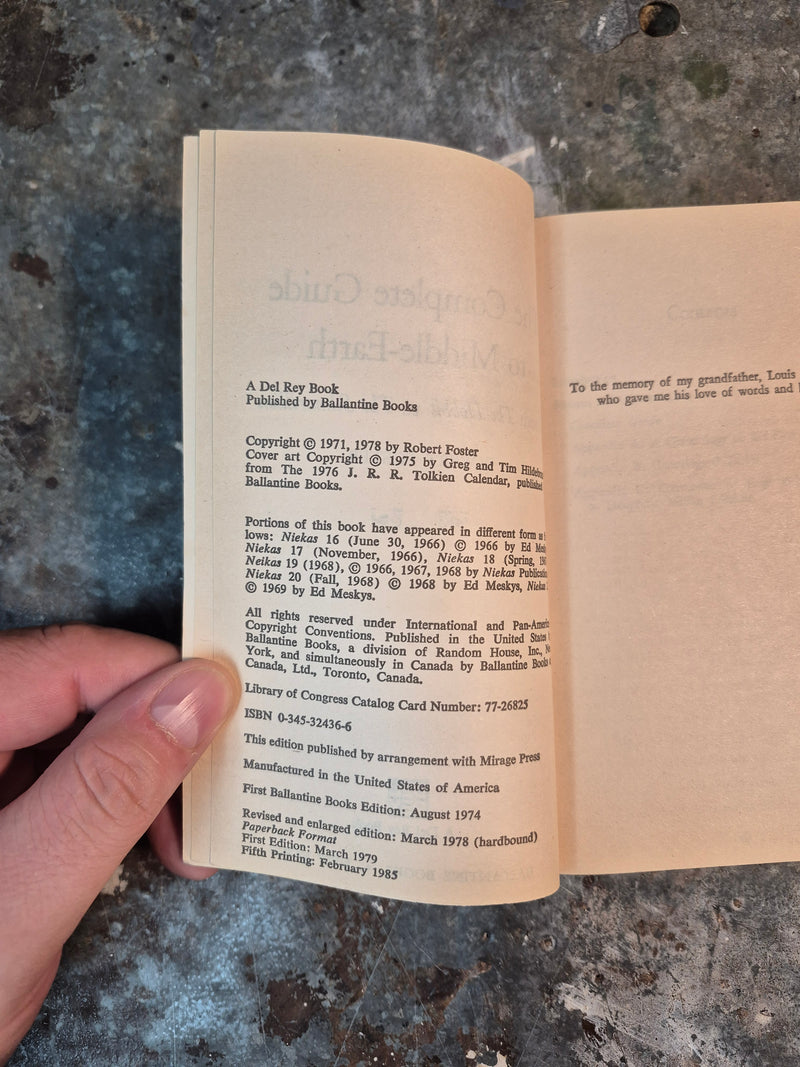 A Del Rey Book
Published by Ballantine Books
Copyright © 1971, 1978 by Robert Foster
Cover art Copyright © 1975 by Greg and Tim
from The 1976 J. R. R. Tolkien Calendar, published
Ballantine Books.
Portions of this book have appeared in different form as
lows: Niekas 16 (June 30, 1966) © 1966 by Ed
Niekas 17 (November, 1966), Niekas 18 (Spring,
Neikas 19 (1968), © 1966, 1967, 1968 by Niekas
Niekas 20 (Fall, 1968) © 1968 by Ed Meskys, Niekas
© 1969 by Ed Meskys.
All rights reserved under International and
Copyright Conventions. Published in the United States
Ballantine Books, a division of Random House, Inc.,
York, and simultaneously in Canada by Ballantine Books
Canada, Ltd., Toronto, Canada.
Library of Congress Catalog Card Number: 77-26825
ISBN 0-345-32436-6
This edition published by arrangement with Mirage Press
Manufactured in the United States of America
First Ballantine Books Edition: August 1974
Revised and enlarged edition: March 1978 (hardbound)
Paperback Format
First Edition: March 1979
Fifth Printing: February 1985
To the memory of my grandfather, Louis
who gave me his love of words and